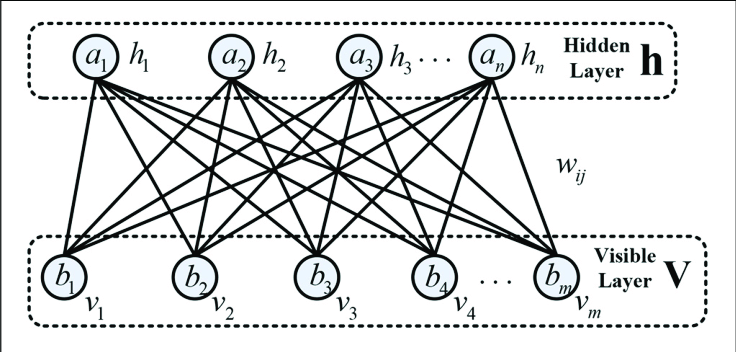 a₁ h₁ a₂ h₂ a₃ h₃ ··· aₙ hₙ Hidden Layer h
wᵢⱼ
b₁ b₂ b₃ b₄ ··· bₘ Visible Layer V
v₁ v₂ v₃ v₄ vₘ